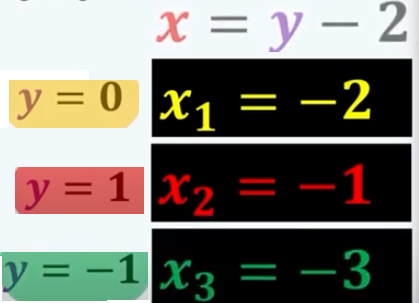 x = y − 2
y = 0 x₁ = −2
y = 1 x₂ = −1
y = −1 x₃ = −3